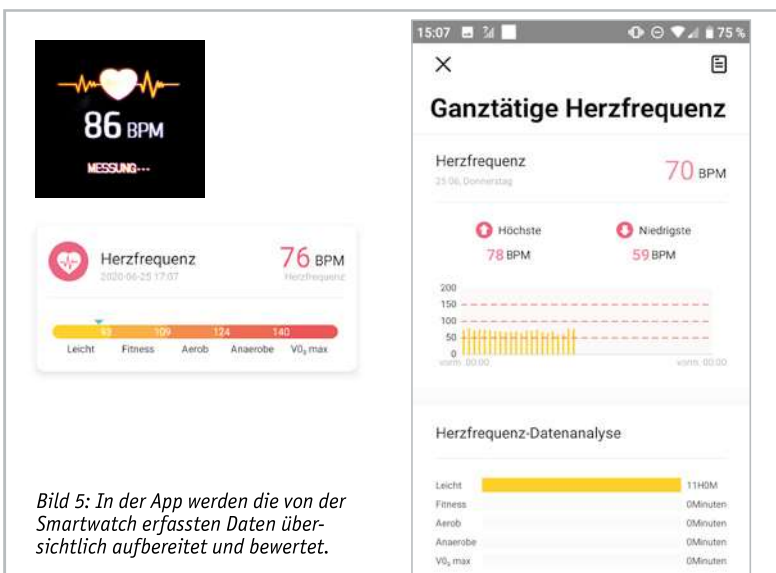 86 BPM
MESSUNG---
Herzfrequenz
76 BPM
2020-06-25 17:07
Herzfrequenz
93 109 124 140
Leicht Fitness Aerob Anaerobe VO₂ max
Bild 5: In der App werden die von der
Smartwatch erfassten Daten über-
sichtlich aufbereitet und bewertet.
15:07 75 %
Ganztätige Herzfrequenz
Herzfrequenz
70 BPM
25 06, Donnerstag
Höchste Niedrigste
78 BPM 59 BPM
200
150
100
50
0
vorm. 00:00 vorm. 00:00
Herzfrequenz-Datenanalyse
Leicht 11H0M
Fitness 0Minuten
Aerob 0Minuten
Anaerobe 0Minuten
VO₂ max 0Minuten